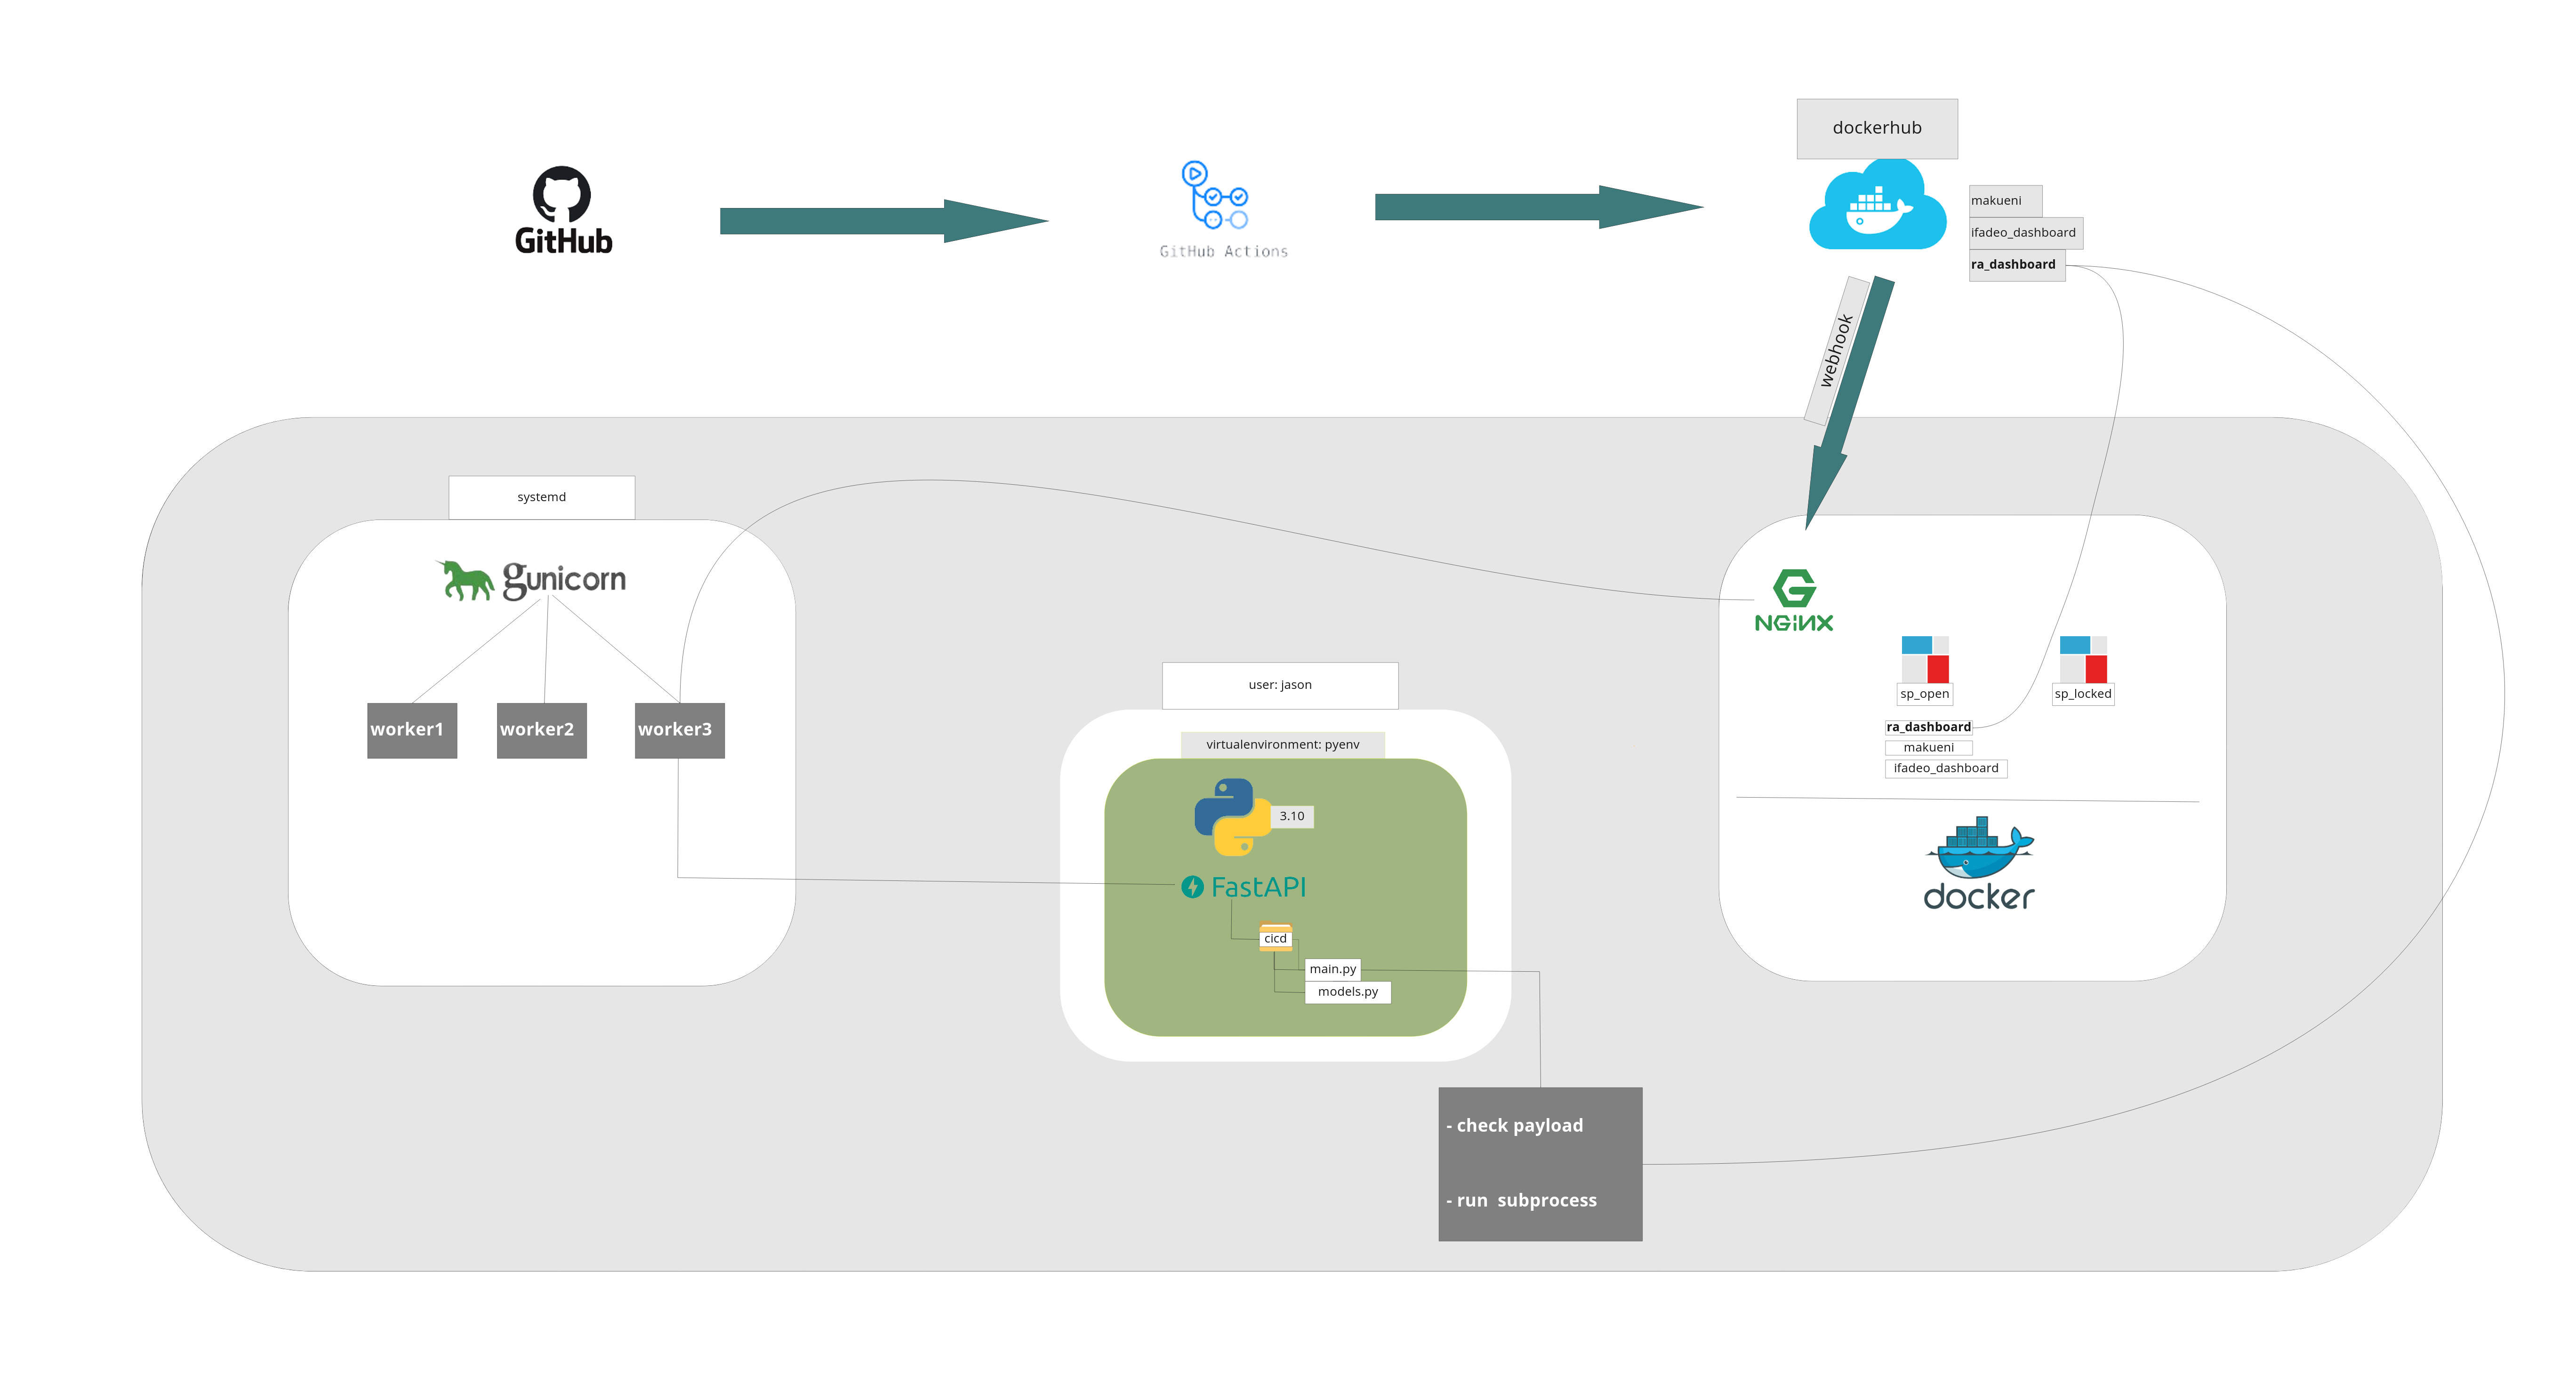 dockerhub
GitHub
GitHub Actions
makueni
ifadeo_dashboard
ra_dashboard
webhook
systemd
gunicorn
worker1
worker2
worker3
user: jason
virtualenvironment: pyenv
3.10
FastAPI
cicd
main.py
models.py
NGiNX
sp_open
sp_locked
ra_dashboard
makueni
ifadeo_dashboard
docker
- check payload
- run  subprocess